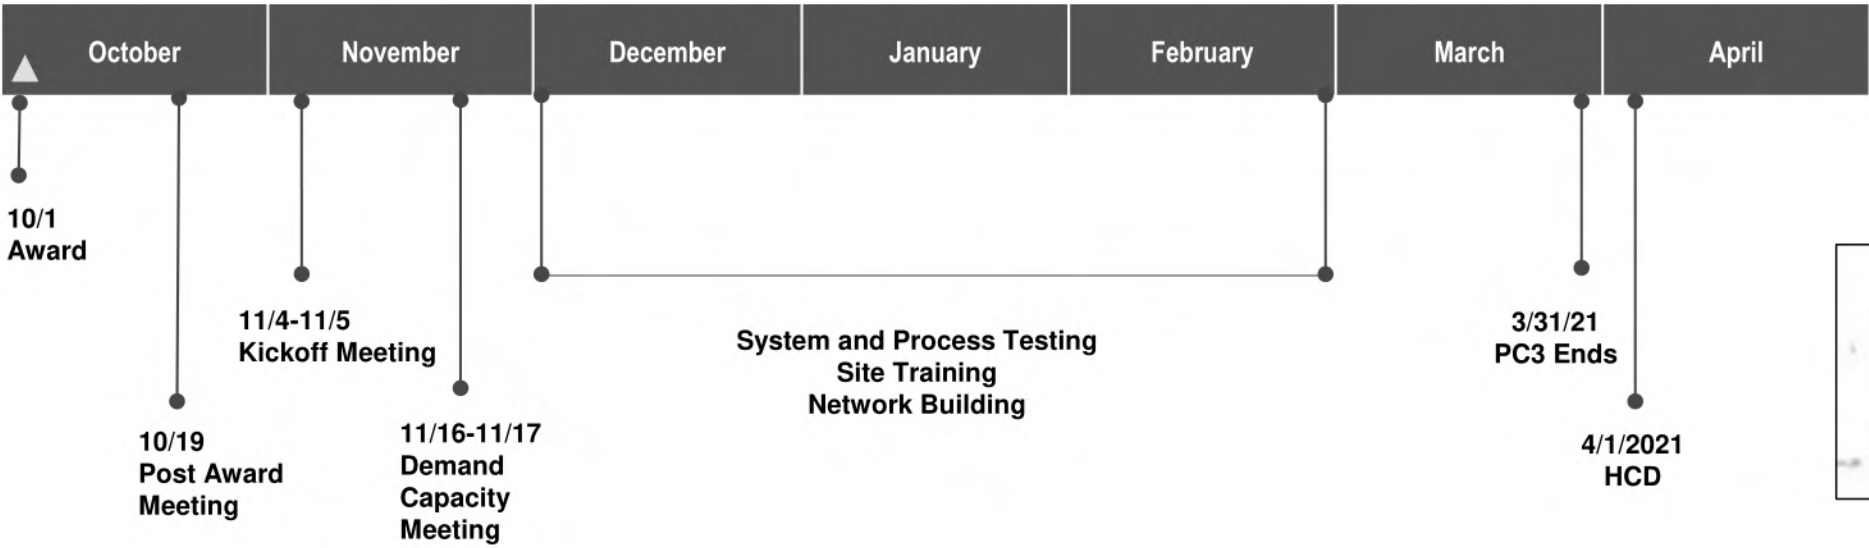 October
November
December
January
February
March
April
10/1
Award
10/19
Post Award
Meeting
11/4-11/5
Kickoff Meeting
11/16-11/17
Demand
Capacity
Meeting
System and Process Testing
Site Training
Network Building
3/31/21
PC3 Ends
4/1/2021
HCD